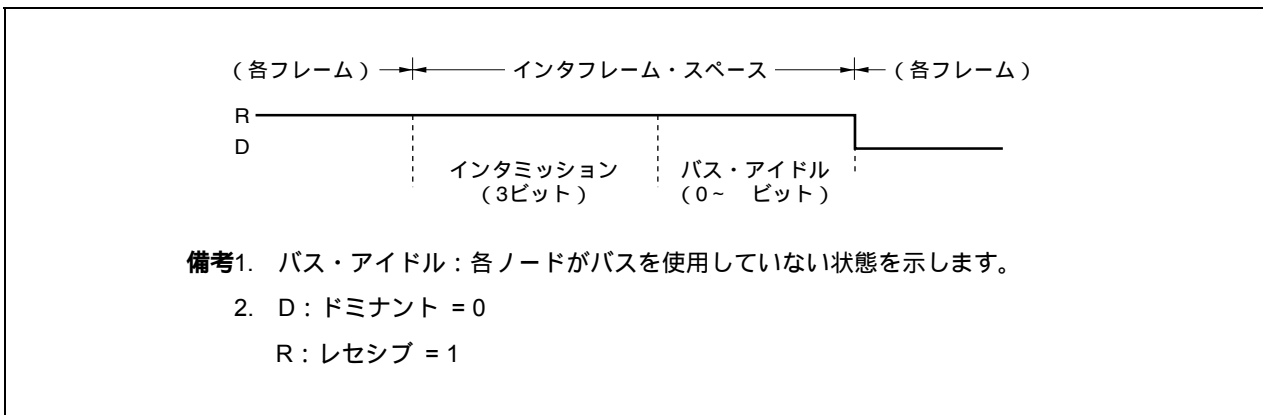 （各フレーム） インタフレーム・スペース （各フレーム）
R
D
インタミッション バス・アイドル
（3ビット） （0～ ビット）
備考1. バス・アイドル：各ノードがバスを使用していない状態を示します。
2. D：ドミナント = 0
R：レセシブ = 1